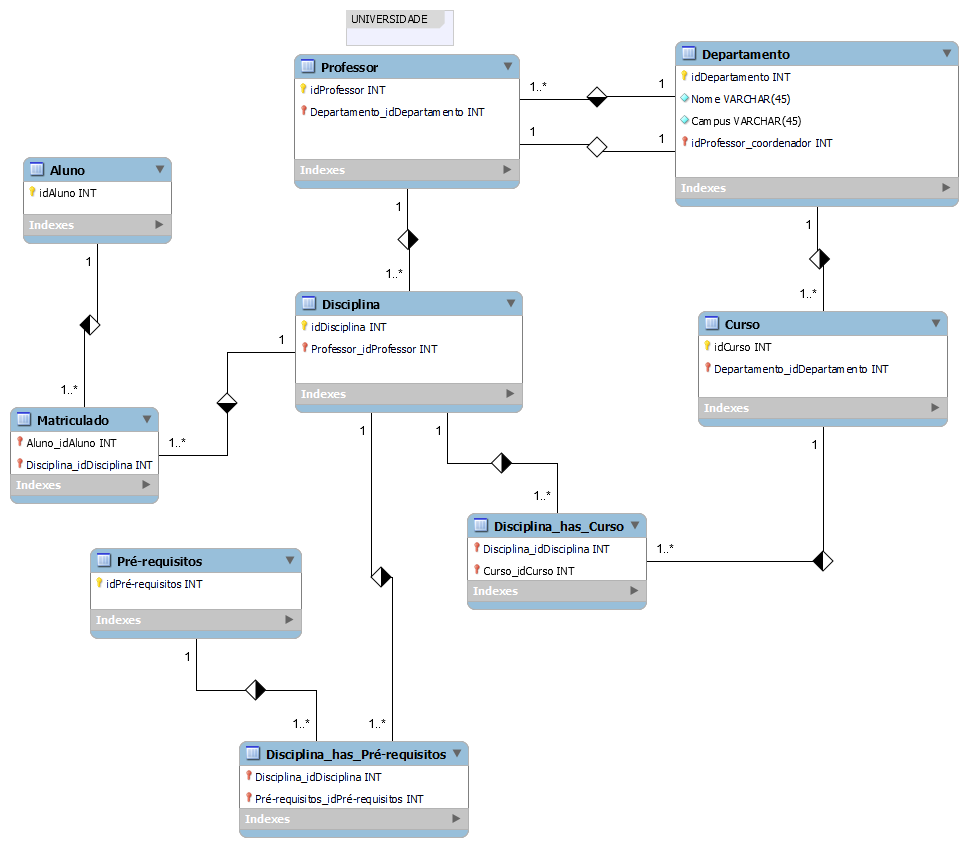 UNIVERSIDADE
Professor
idProfessor INT
Departamento_idDepartamento INT
Indexes
1..*
1
1
1
Departamento
idDepartamento INT
Nome VARCHAR(45)
Campus VARCHAR(45)
idProfessor_coordenador INT
Indexes
Aluno
idAluno INT
Indexes
1
1..*
1
1..*
1
1..*
Disciplina
idDisciplina INT
Professor_idProfessor INT
Indexes
Curso
idCurso INT
Departamento_idDepartamento INT
Indexes
1
1..*
Matriculado
Aluno_idAluno INT
Disciplina_idDisciplina INT
Indexes
1
1
1
1..*
1..*
Disciplina_has_Curso
Disciplina_idDisciplina INT
Curso_idCurso INT
Indexes
Pré-requisitos
idPré-requisitos INT
Indexes
1
1..*
1..*
Disciplina_has_Pré-requisitos
Disciplina_idDisciplina INT
Pré-requisitos_idPré-requisitos INT
Indexes